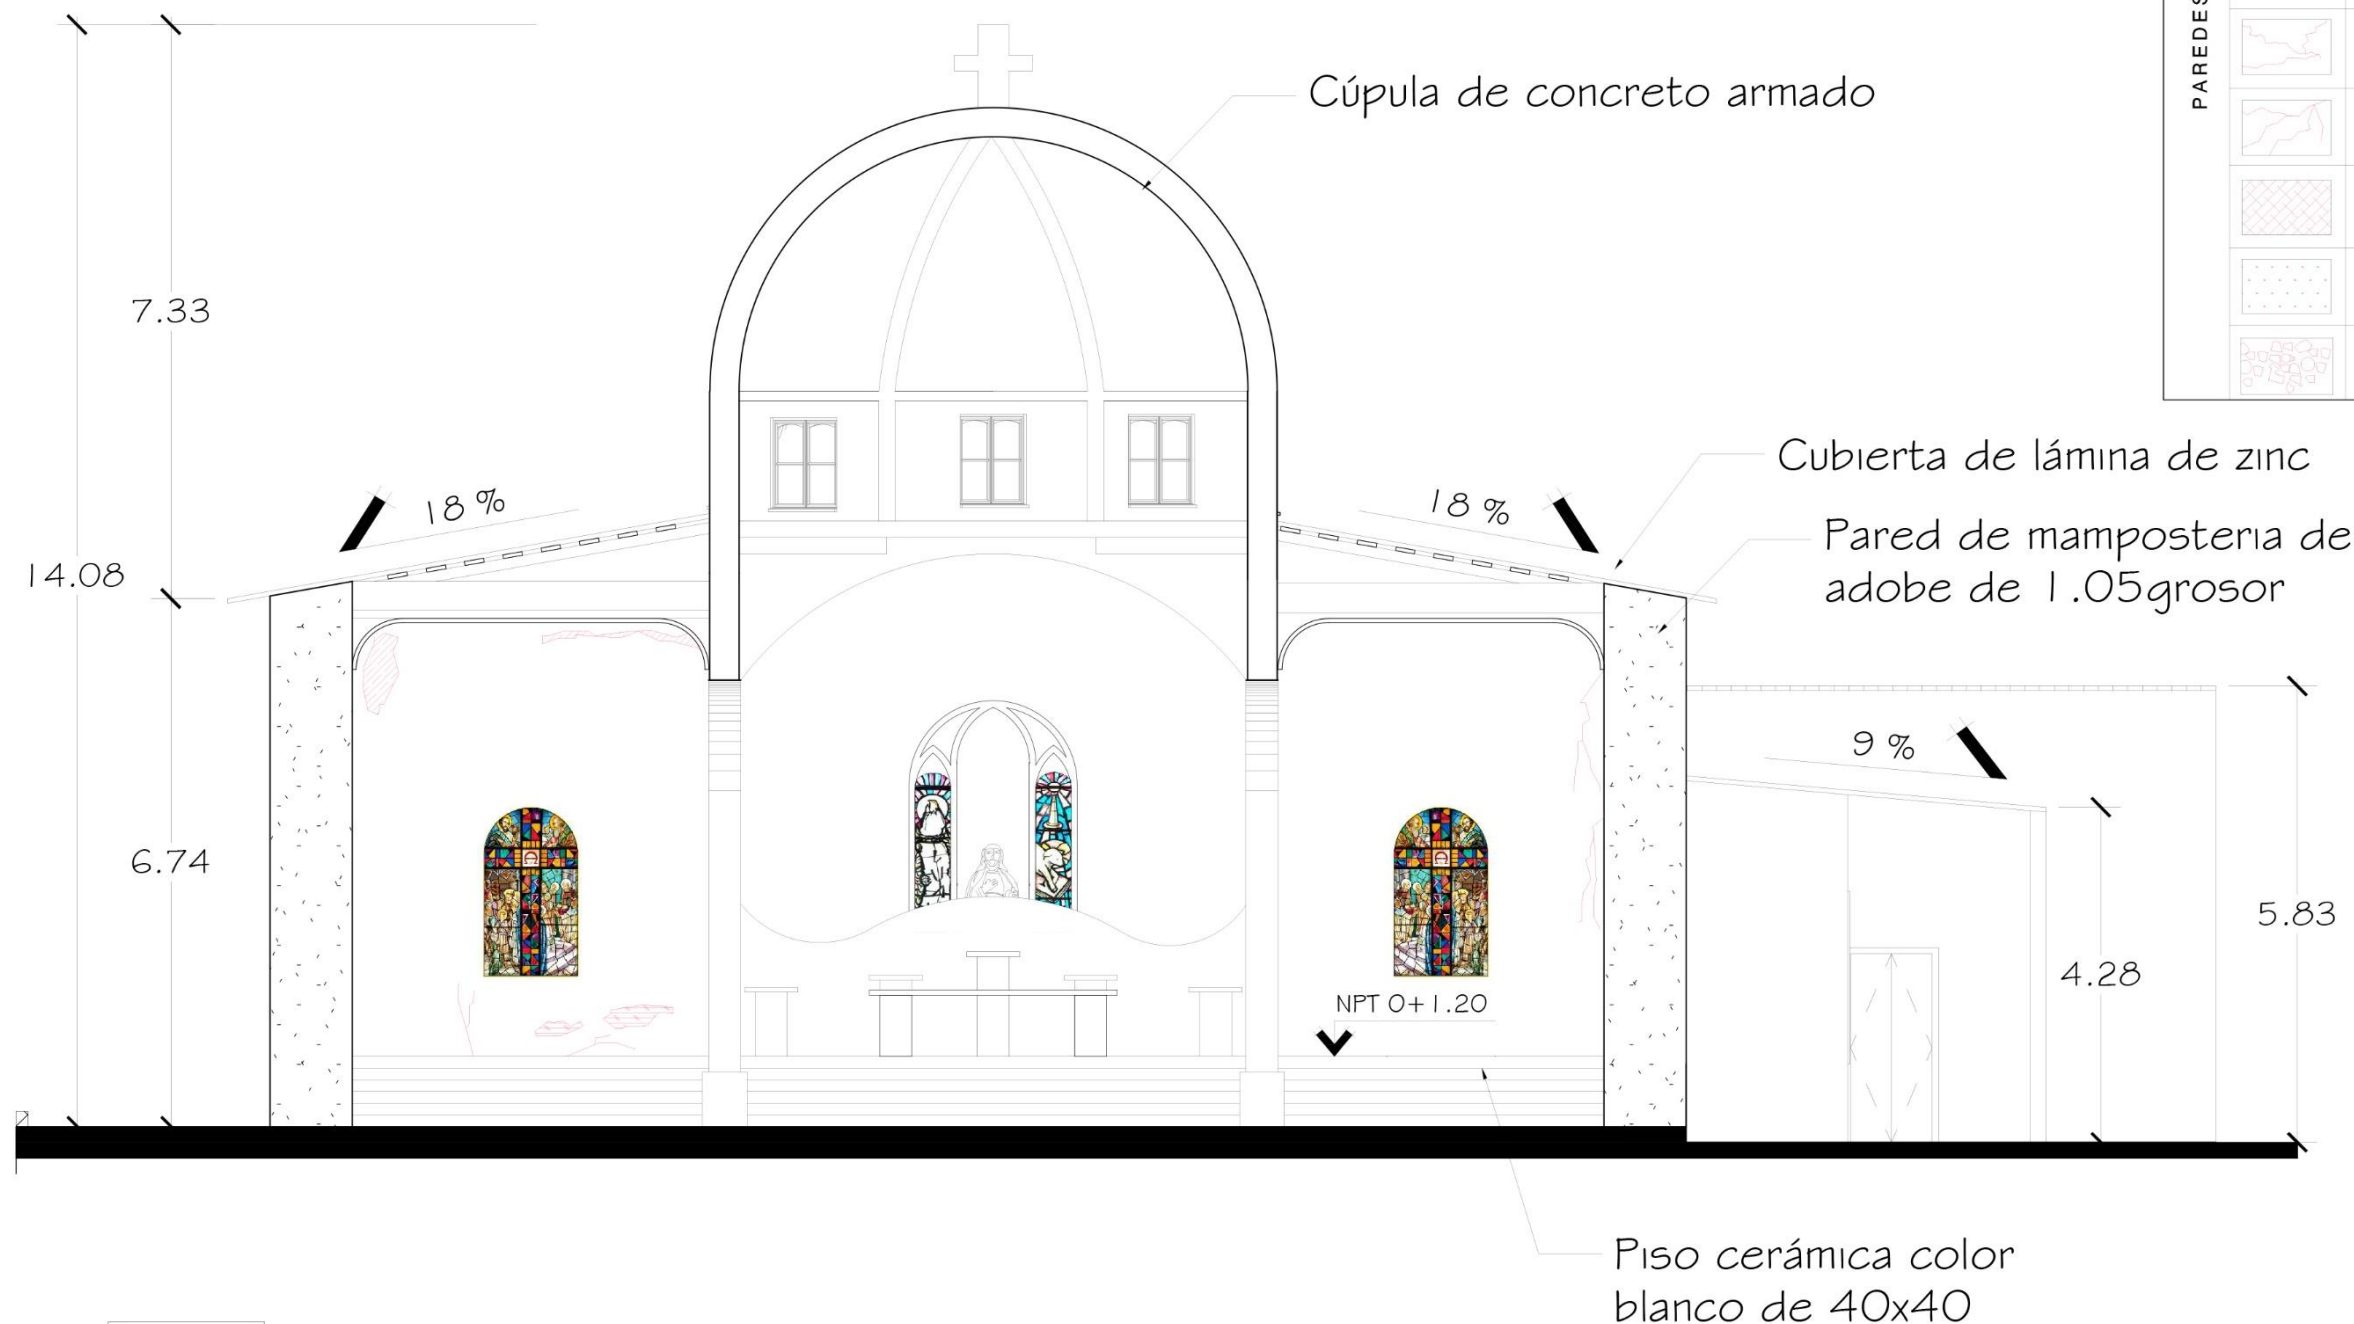 Cúpula de concreto armado
PAREDES
7.33
Cubierta de lámina de zinc
18 %
18 %
Pared de mamposteria de
adobe de 1.05grosor
14.08
9 %
6.74
5.83
4.28
NPT 0+1.20
Piso cerámica color
blanco de 40x40